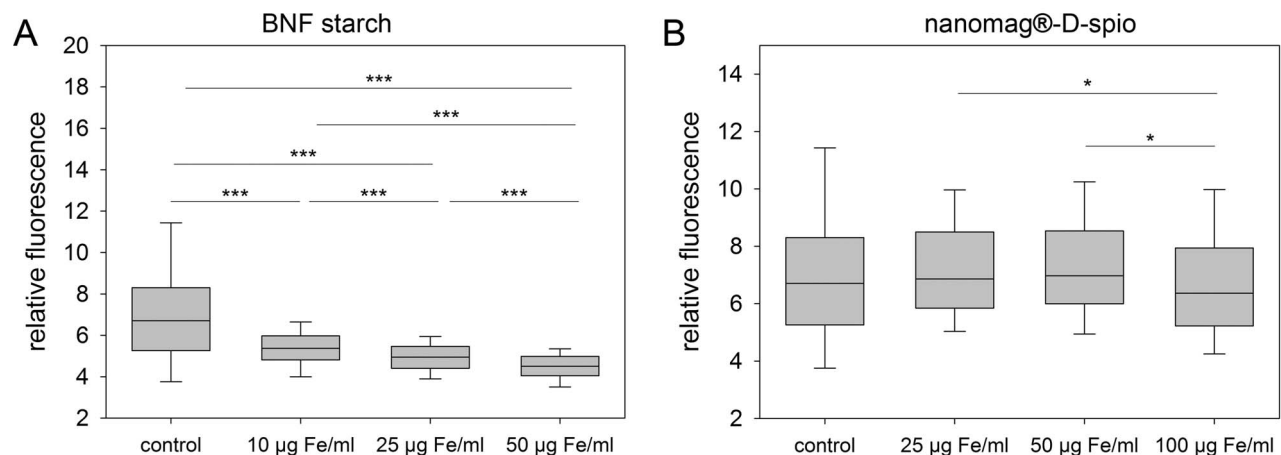 A
BNF starch
relative fluorescence
20
18
16
14
12
10
8
6
4
2
***
***
***
*** *** ***
control 10 µg Fe/ml 25 µg Fe/ml 50 µg Fe/ml
B
nanomag®-D-spio
relative fluorescence
14
12
10
8
6
4
2
*
*
control 25 µg Fe/ml 50 µg Fe/ml 100 µg Fe/ml